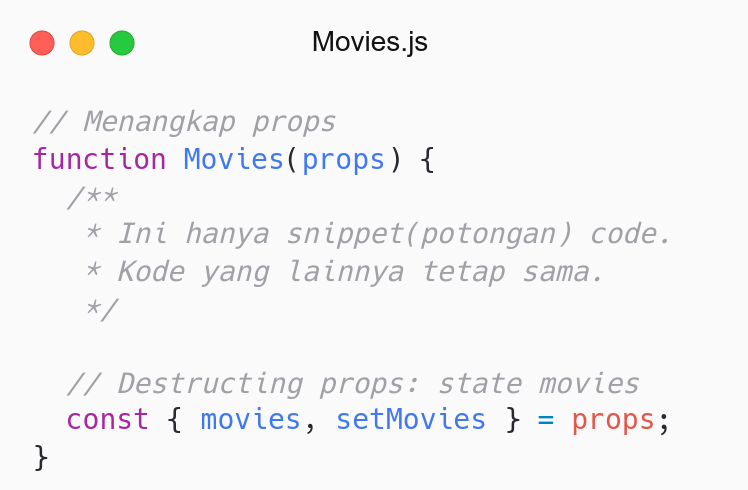 Movies.js
// Menangkap props
function Movies(props) {
  /**
   * Ini hanya snippet(potongan) code.
   * Kode yang lainnya tetap sama.
   */
  // Destructing props: state movies
  const { movies, setMovies } = props;
}